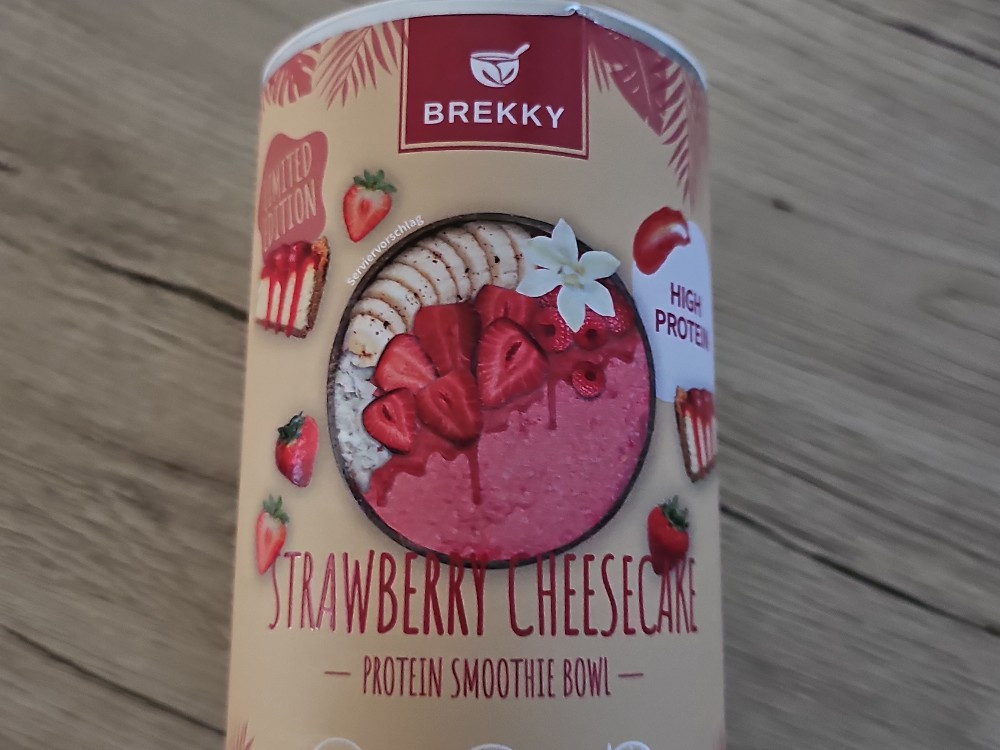 BREKKY
LIMITED
EDITION
Serviervorschlag
HIGH
PROTEIN
STRAWBERRY CHEESECAKE
PROTEIN SMOOTHIE BOWL